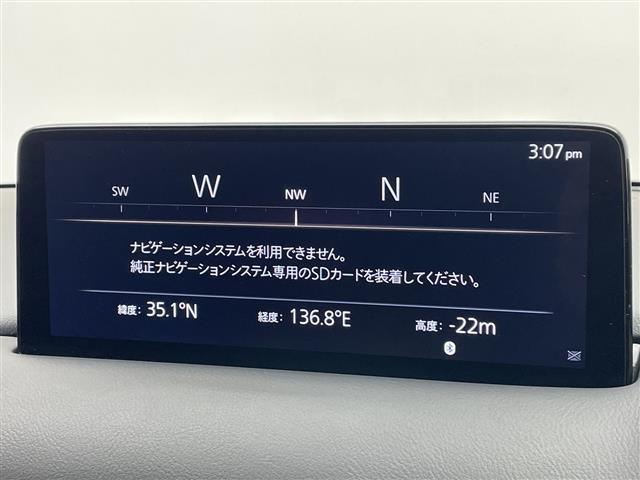 3:07pm
SW W NW N NE
ナビゲーションシステムを利用できません。
純正ナビゲーションシステム専用のSDカードを装着してください。
緯度: 35.1°N 経度: 136.8°E 高度: -22m